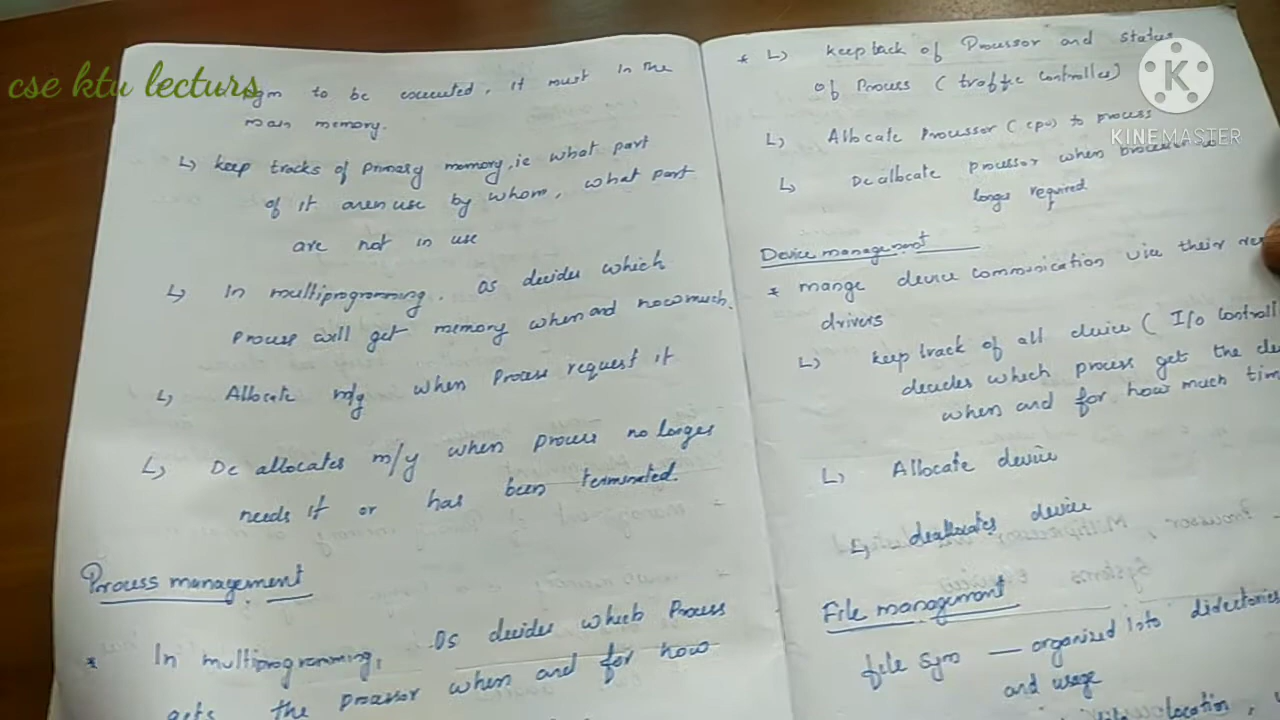 cse ktu lecturs
pgm to be executed, it must in the
main memory.
↳ keep tracks of primary memory, ie what part
of it are in use by whom, what part
are not in use
↳ In multiprogramming, OS decides which
process will get memory when and how much.
↳ Allocate m/y when process request it
↳ De allocates m/y when process no longer
needs it or has been terminated.
Process management
* In multiprogramming, OS decides which process
gets the processor when and for how
* ↳ keep track of Processor and status
of process (traffic controller)
↳ Allocate Processor (cpu) to process
↳ De allocate processor when
longer required
Device management
* mange device communication via their
drivers
↳ keep track of all device (I/O
decides which process get the
when and for how much
↳ Allocate device
↳ deallocates device
File management
file sym — organized into directories
and usage
location,
KINEMASTER